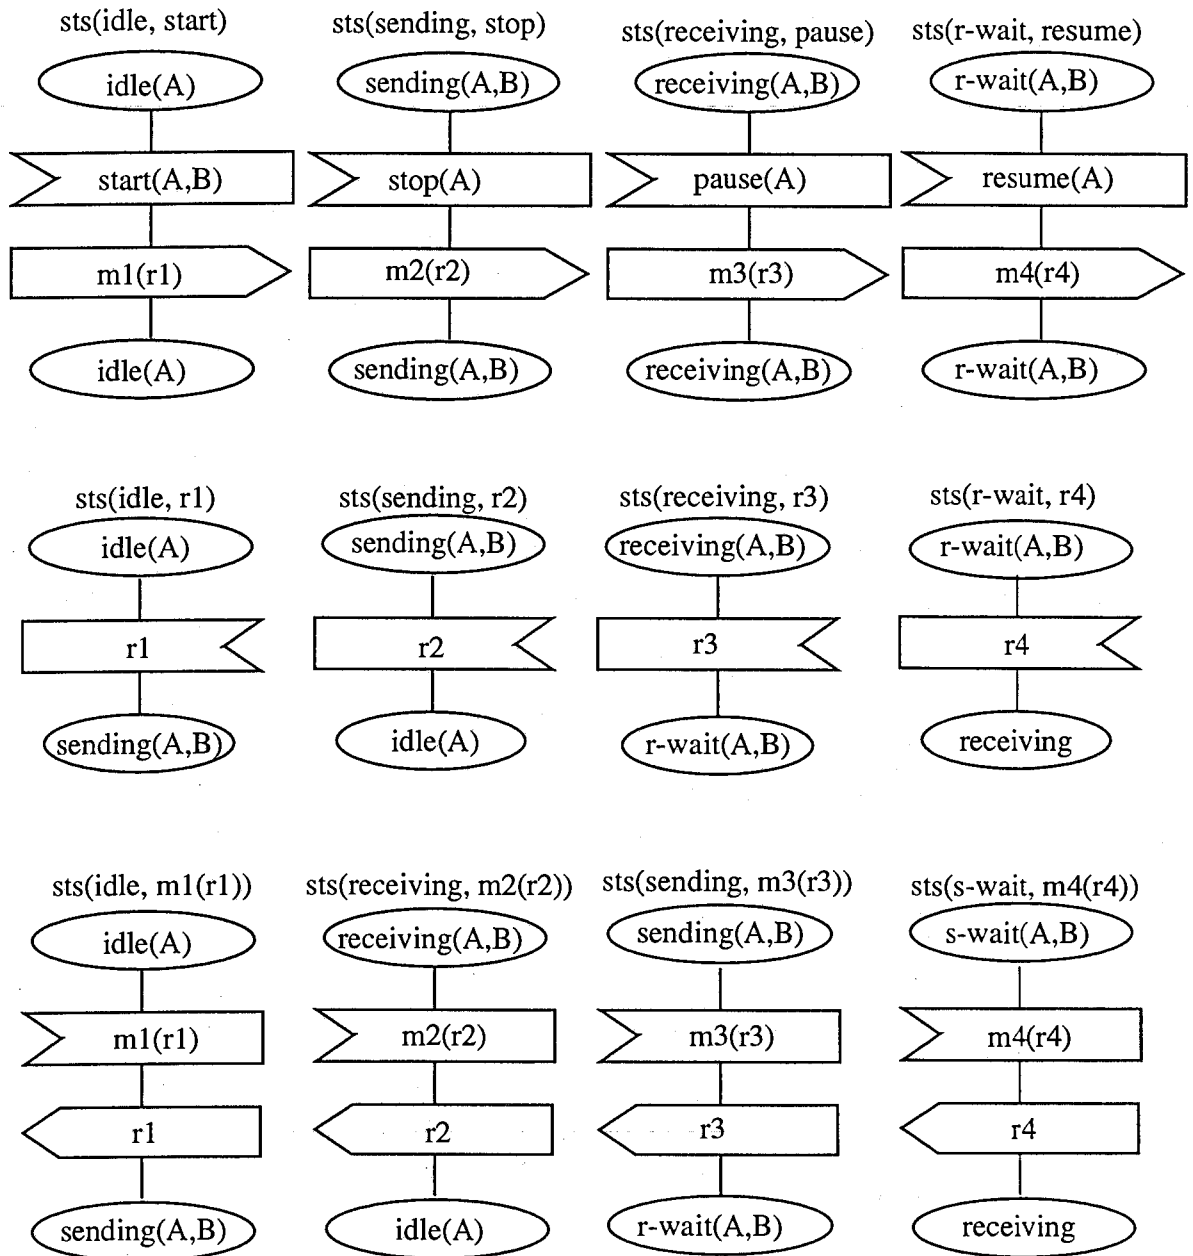 sts(idle, start)
sts(sending, stop)
sts(receiving, pause)
sts(r-wait, resume)
idle(A)
sending(A,B)
receiving(A,B)
r-wait(A,B)
start(A,B)
stop(A)
pause(A)
resume(A)
m1(r1)
m2(r2)
m3(r3)
m4(r4)
idle(A)
sending(A,B)
receiving(A,B)
r-wait(A,B)
sts(idle, r1)
sts(sending, r2)
sts(receiving, r3)
sts(r-wait, r4)
idle(A)
sending(A,B)
receiving(A,B)
r-wait(A,B)
r1
r2
r3
r4
sending(A,B)
idle(A)
r-wait(A,B)
receiving
sts(idle, m1(r1))
sts(receiving, m2(r2))
sts(sending, m3(r3))
sts(s-wait, m4(r4))
idle(A)
receiving(A,B)
sending(A,B)
s-wait(A,B)
m1(r1)
m2(r2)
m3(r3)
m4(r4)
r1
r2
r3
r4
sending(A,B)
idle(A)
r-wait(A,B)
receiving